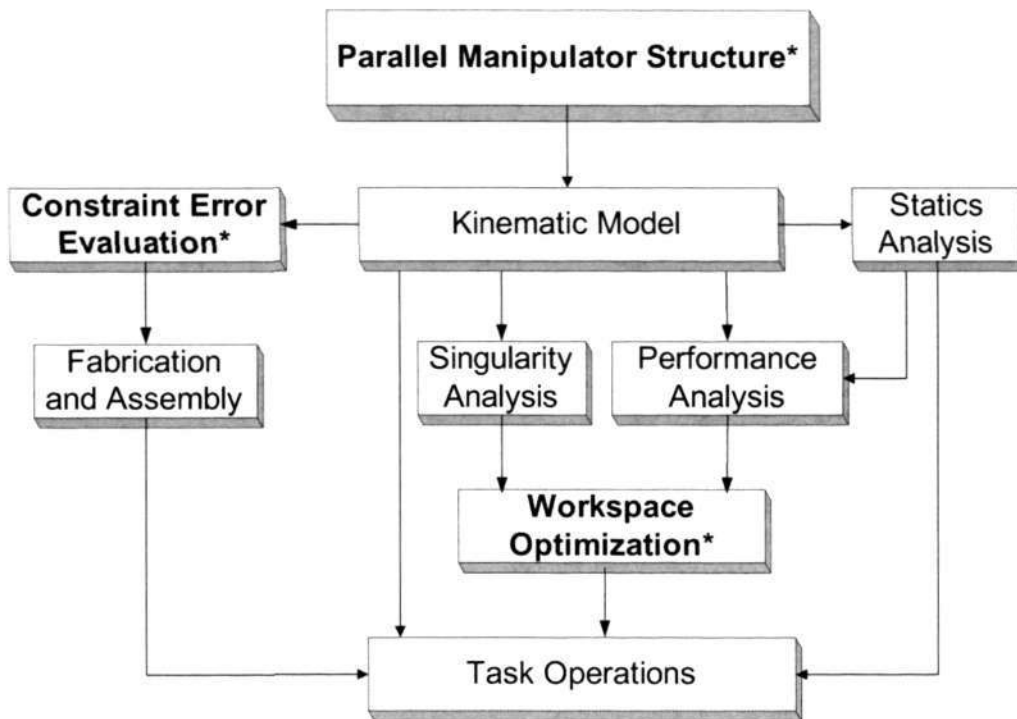 Parallel Manipulator Structure*
Constraint Error
Evaluation*
Kinematic Model
Statics
Analysis
Fabrication
and Assembly
Singularity
Analysis
Performance
Analysis
Workspace
Optimization*
Task Operations